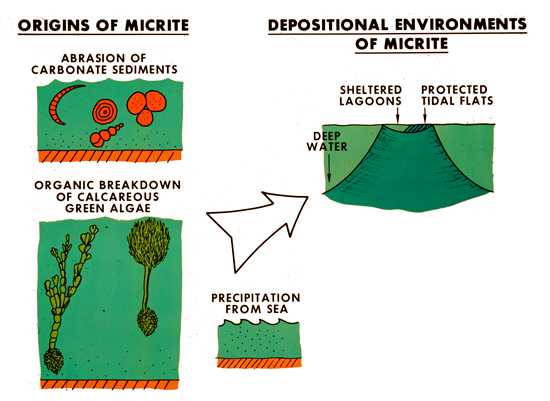 ORIGINS OF MICRITE
ABRASION OF
CARBONATE SEDIMENTS
ORGANIC BREAKDOWN
OF CALCAREOUS
GREEN ALGAE
PRECIPITATION
FROM SEA
DEPOSITIONAL ENVIRONMENTS
OF MICRITE
SHELTERED
LAGOONS
PROTECTED
TIDAL FLATS
DEEP
WATER